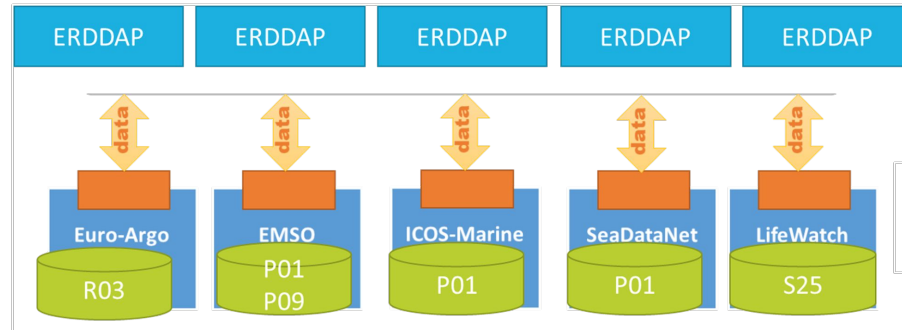 ERDDAP ERDDAP ERDDAP ERDDAP ERDDAP
data data data data data
Euro-Argo EMSO ICOS-Marine SeaDataNet LifeWatch
R03 P01 P01 P01 S25
P09